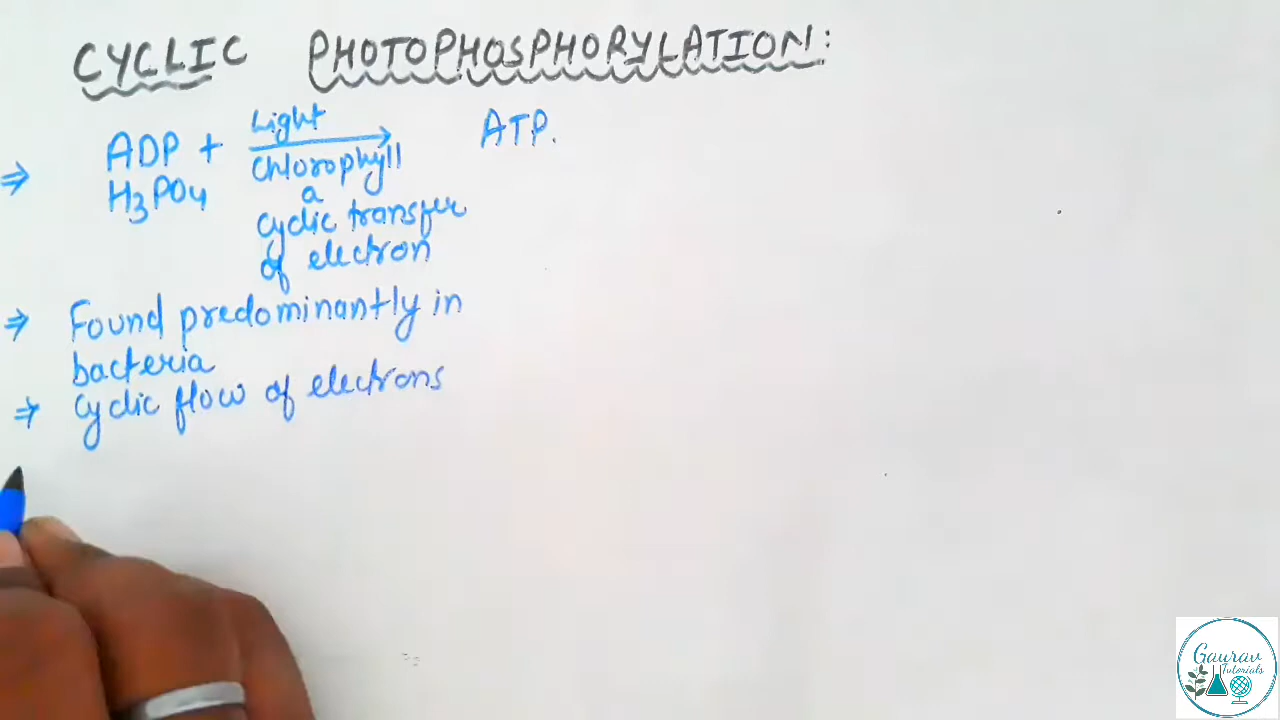 CYCLIC PHOTOPHOSPHORYLATION:
⇒ ADP + Light ATP.
H3PO4 Chlorophyll
a
cyclic transfer
of electron
⇒ Found predominantly in
bacteria
⇒ cyclic flow of electrons
Gaurav
Tutorials